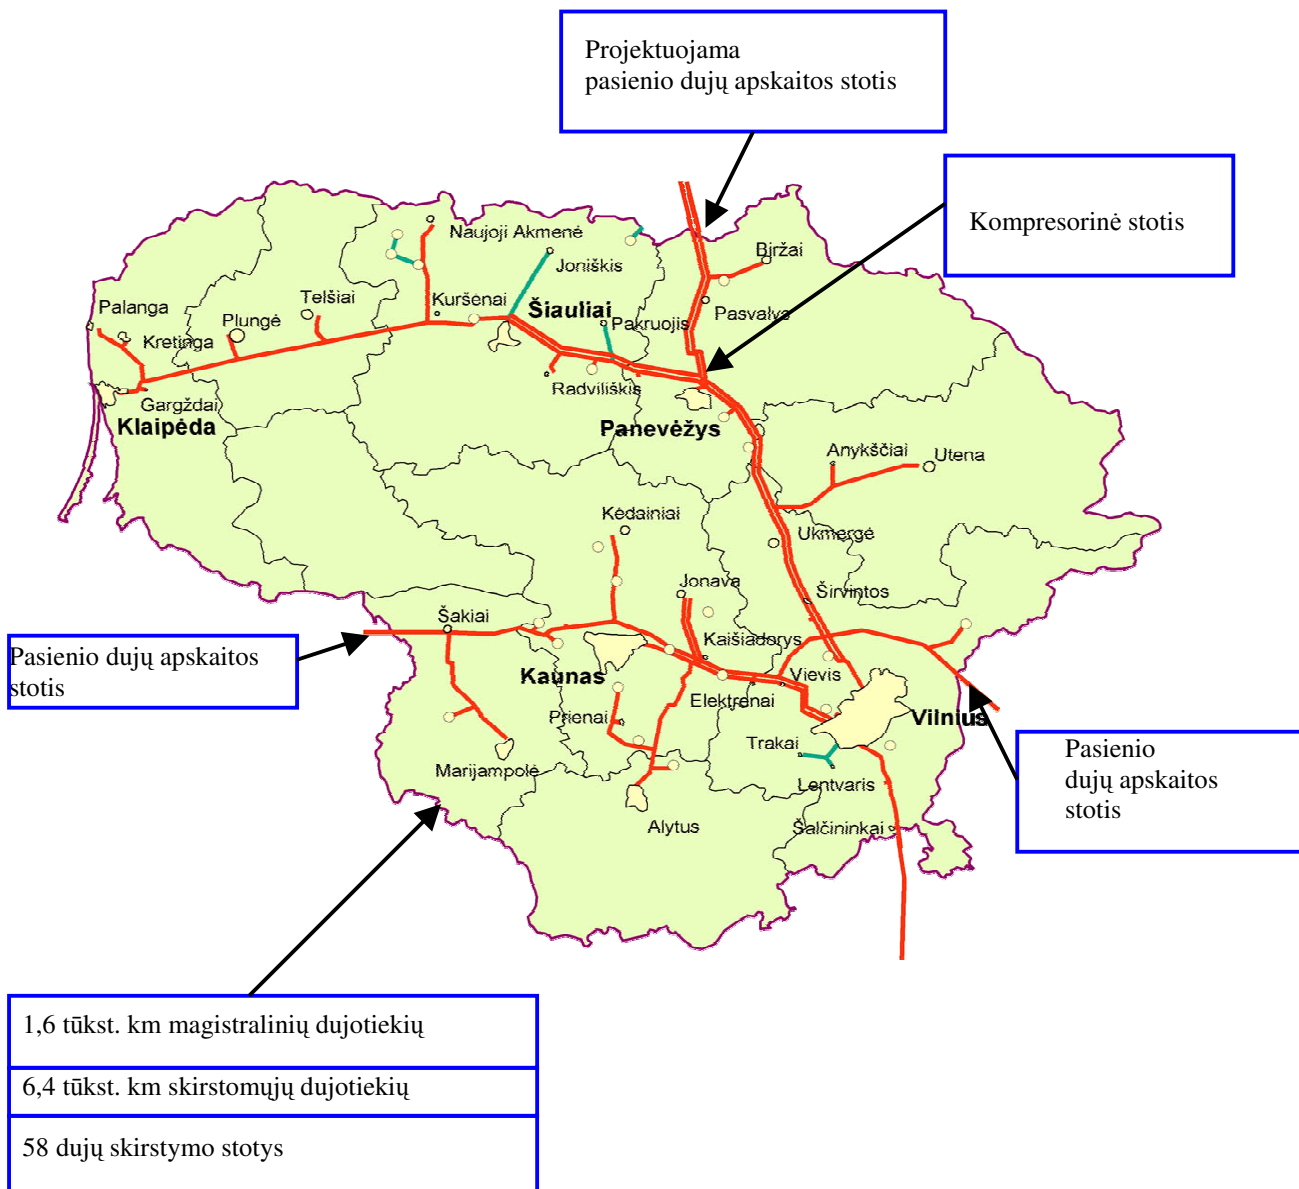 Projektuojama
pasienio dujų apskaitos stotis
Kompresorinė stotis
Naujoji Akmenė
Joniškis
Biržai
Palanga
Telšiai
Kuršėnai
Šiauliai
Pasvalys
Plungė
Pakruojis
Kretinga
Radviliškis
Gargždai
Klaipėda
Panevėžys
Anykščiai
Utena
Kėdainiai
Ukmergė
Jonava
Širvintos
Šakiai
Kaišiadorys
Pasienio dujų apskaitos
stotis
Kaunas
Vievis
Elektrėnai
Prienai
Vilnius
Trakai
Marijampolė
Lentvaris
Pasienio
dujų apskaitos
stotis
Alytus
Šalčininkai
1,6 tūkst. km magistralinių dujotiekių
6,4 tūkst. km skirstomųjų dujotiekių
58 dujų skirstymo stotys